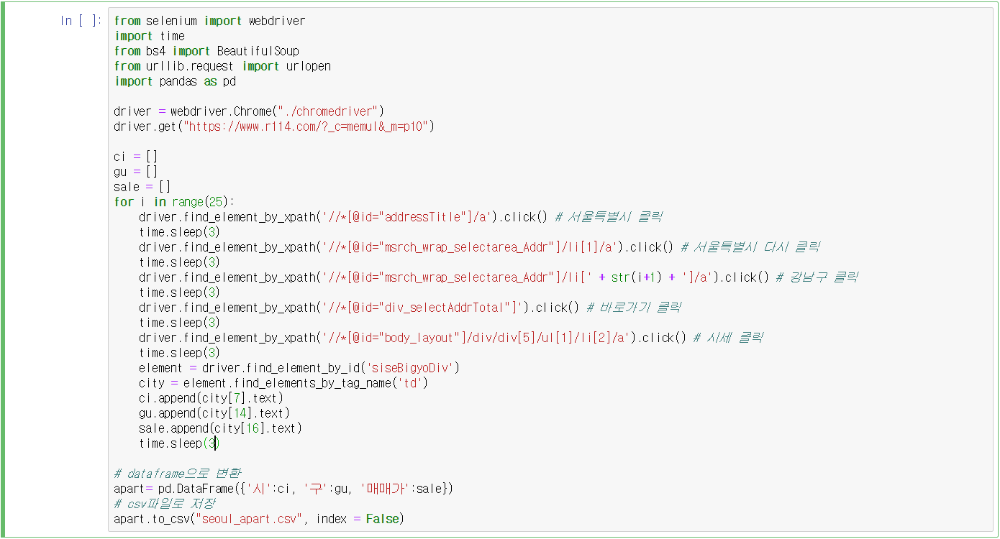 In [ ]:
from selenium import webdriver
import time
from bs4 import BeautifulSoup
from urllib.request import urlopen
import pandas as pd
driver = webdriver.Chrome("./chromedriver")
driver.get("https://www.r114.com/?_c=memul&_m=p10")
ci = []
gu = []
sale = []
for i in range(25):
    driver.find_element_by_xpath('//*[@id="addressTitle"]/a').click() # 서울특별시 클릭
    time.sleep(3)
    driver.find_element_by_xpath('//*[@id="msrch_wrap_selectarea_Addr"]/li[1]/a').click() # 서울특별시 다시 클릭
    time.sleep(3)
    driver.find_element_by_xpath('//*[@id="msrch_wrap_selectarea_Addr"]/li[' + str(i+1) + ']/a').click() # 강남구 클릭
    time.sleep(3)
    driver.find_element_by_xpath('//*[@id="div_selectAddrTotal"]').click() # 바로가기 클릭
    time.sleep(3)
    driver.find_element_by_xpath('//*[@id="body_layout"]/div/div[5]/ul[1]/li[2]/a').click() # 시세 클릭
    time.sleep(3)
    element = driver.find_element_by_id('siseBigyoDiv')
    city = element.find_elements_by_tag_name('td')
    ci.append(city[7].text)
    gu.append(city[14].text)
    sale.append(city[16].text)
    time.sleep(3)
# dataframe으로 변환
apart= pd.DataFrame({'시':ci, '구':gu, '매매가':sale})
# csv파일로 저장
apart.to_csv("seoul_apart.csv", index = False)